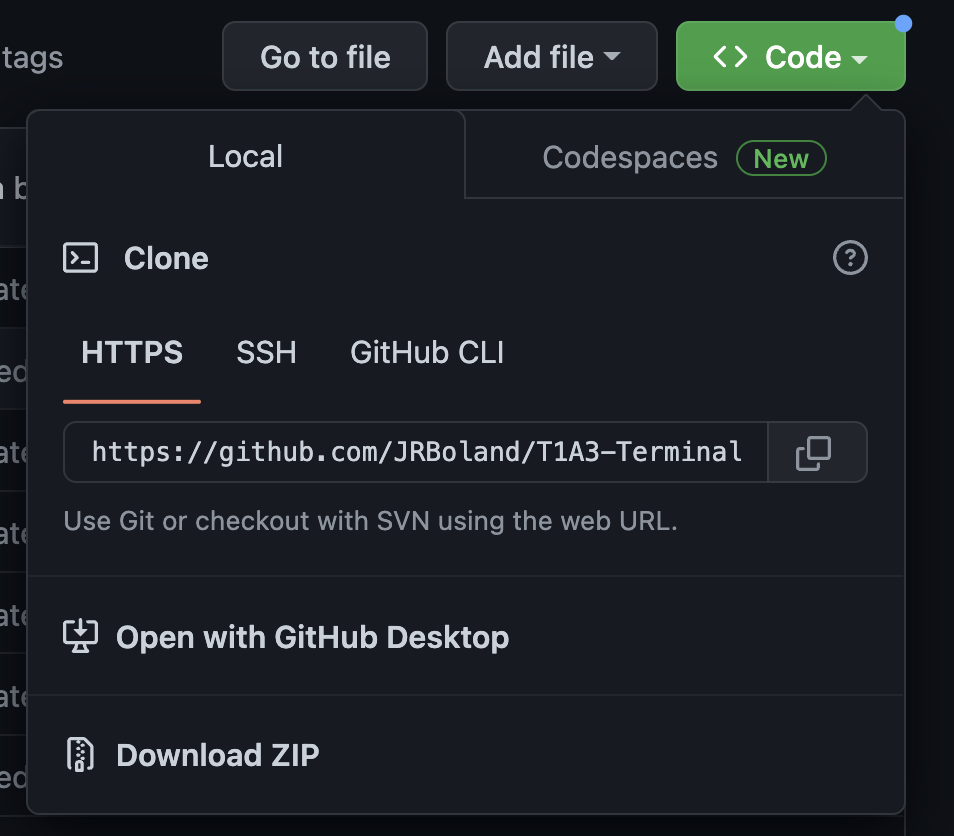 tags
Go to file
Add file
Code
Local
Codespaces New
Clone
HTTPS SSH GitHub CLI
https://github.com/JRBoland/T1A3-Terminal
Use Git or checkout with SVN using the web URL.
Open with GitHub Desktop
Download ZIP